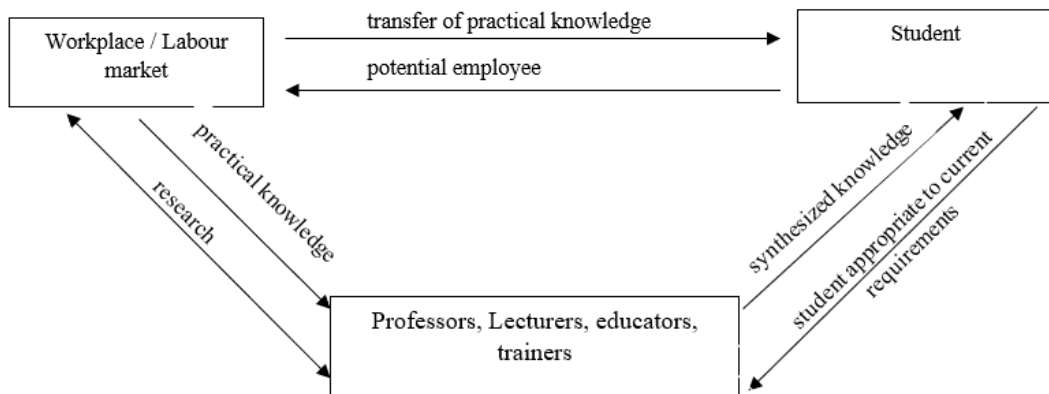 transfer of practical knowledge
Workplace / Labour
market
Student
potential employee
practical knowledge
research
synthesized knowledge
student appropriate to current
requirements
Professors, Lecturers, educators,
trainers